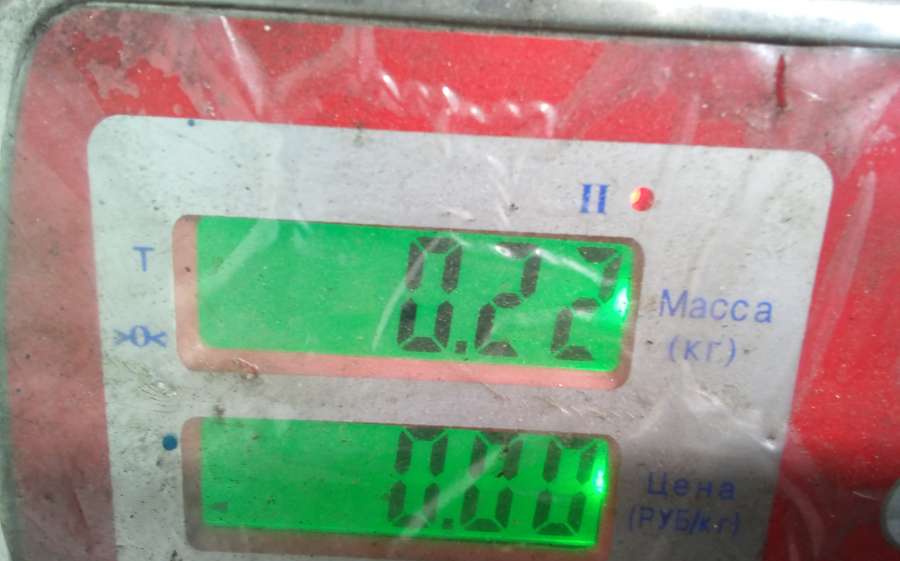 II
T
0.22
Масса
>0<
(кг)
0.00
Цена
(РУБ/кг)